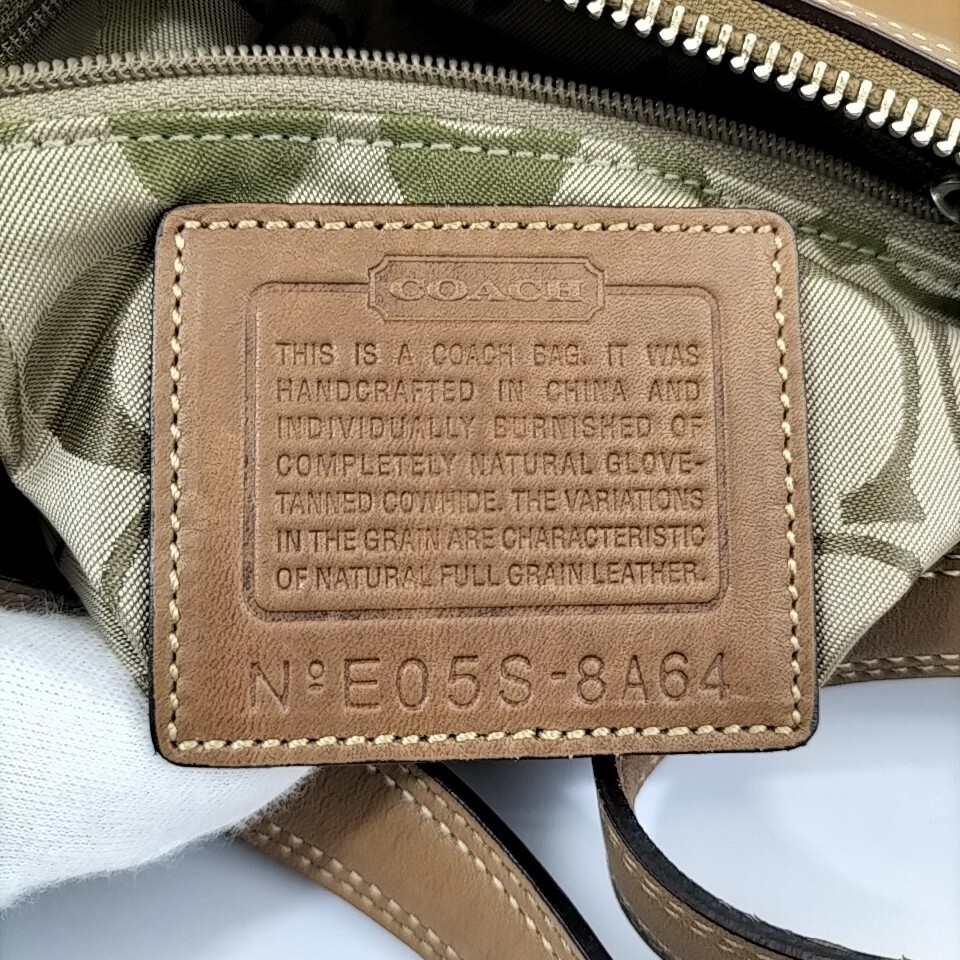 COACH
THIS IS A COACH BAG. IT WAS
HANDCRAFTED IN CHINA AND
INDIVIDUALLY BURNISHED OF
COMPLETELY NATURAL GLOVE-
TANNED COWHIDE. THE VARIATIONS
IN THE GRAIN ARE CHARACTERISTIC
OF NATURAL FULL GRAIN LEATHER.
Nº E05S-8A64